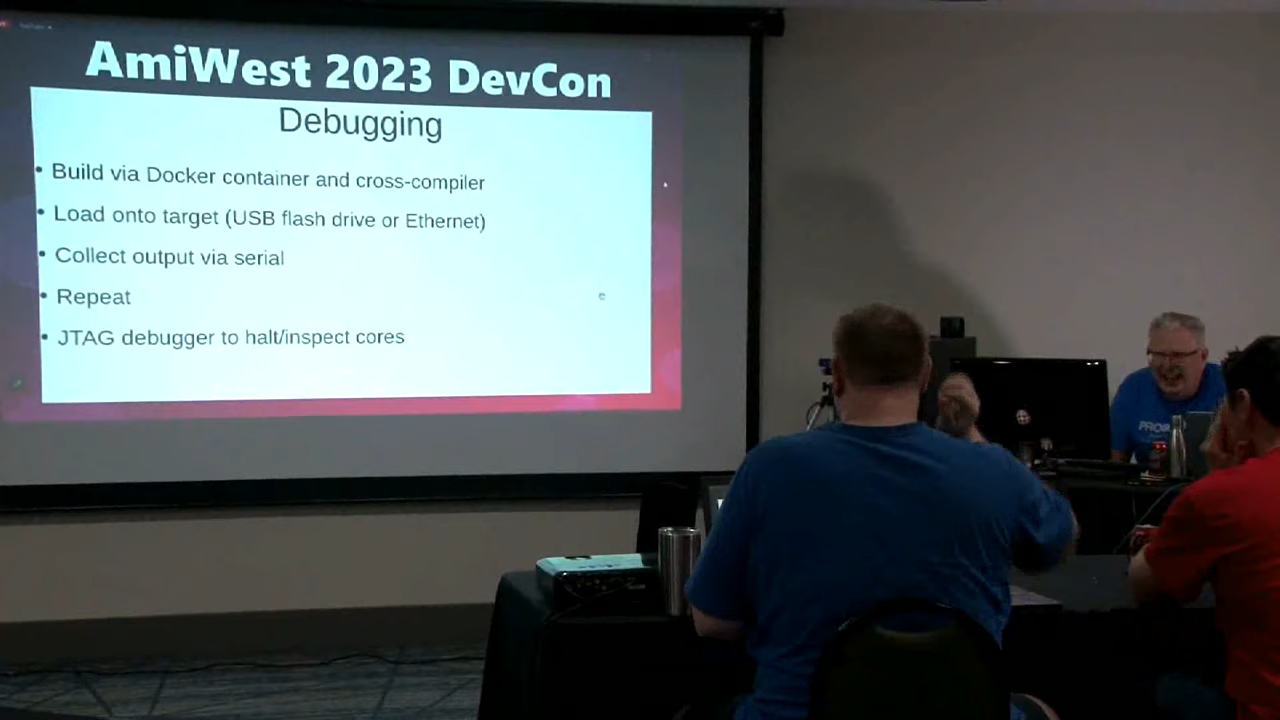 AmiWest 2023 DevCon
Debugging
• Build via Docker container and cross-compiler
• Load onto target (USB flash drive or Ethernet)
• Collect output via serial
• Repeat
• JTAG debugger to halt/inspect cores